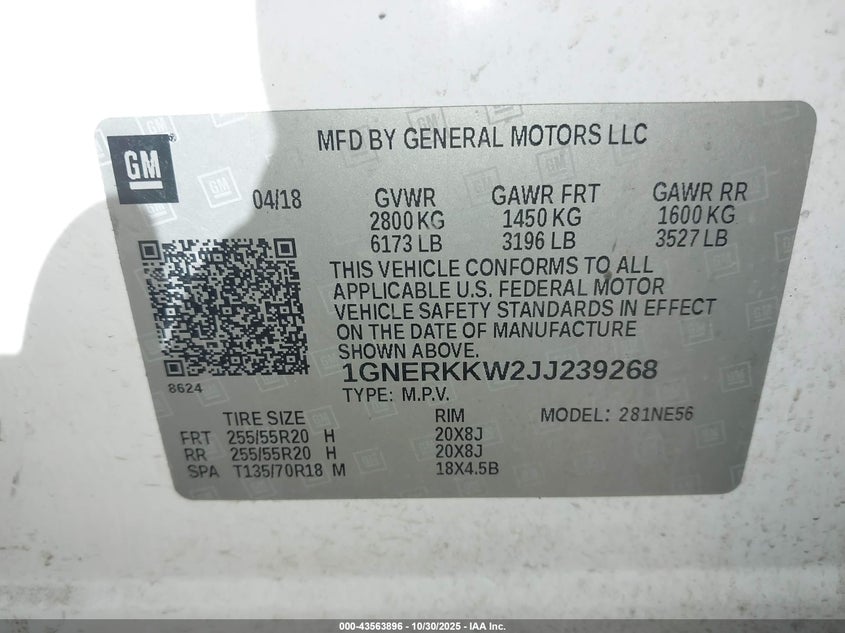 GM
MFD BY GENERAL MOTORS LLC
04/18 GVWR GAWR FRT GAWR RR
2800 KG 1450 KG 1600 KG
6173 LB 3196 LB 3527 LB
THIS VEHICLE CONFORMS TO ALL
APPLICABLE U.S. FEDERAL MOTOR
VEHICLE SAFETY STANDARDS IN EFFECT
ON THE DATE OF MANUFACTURE
SHOWN ABOVE.
8624
1GNERKKW2JJ239268
TYPE: M.P.V.
TIRE SIZE RIM MODEL: 281NE56
FRT 255/55R20 H 20X8J
RR 255/55R20 H 20X8J
SPA T135/70R18 M 18X4.5B
000-43563896 - 10/30/2025 - IAA Inc.